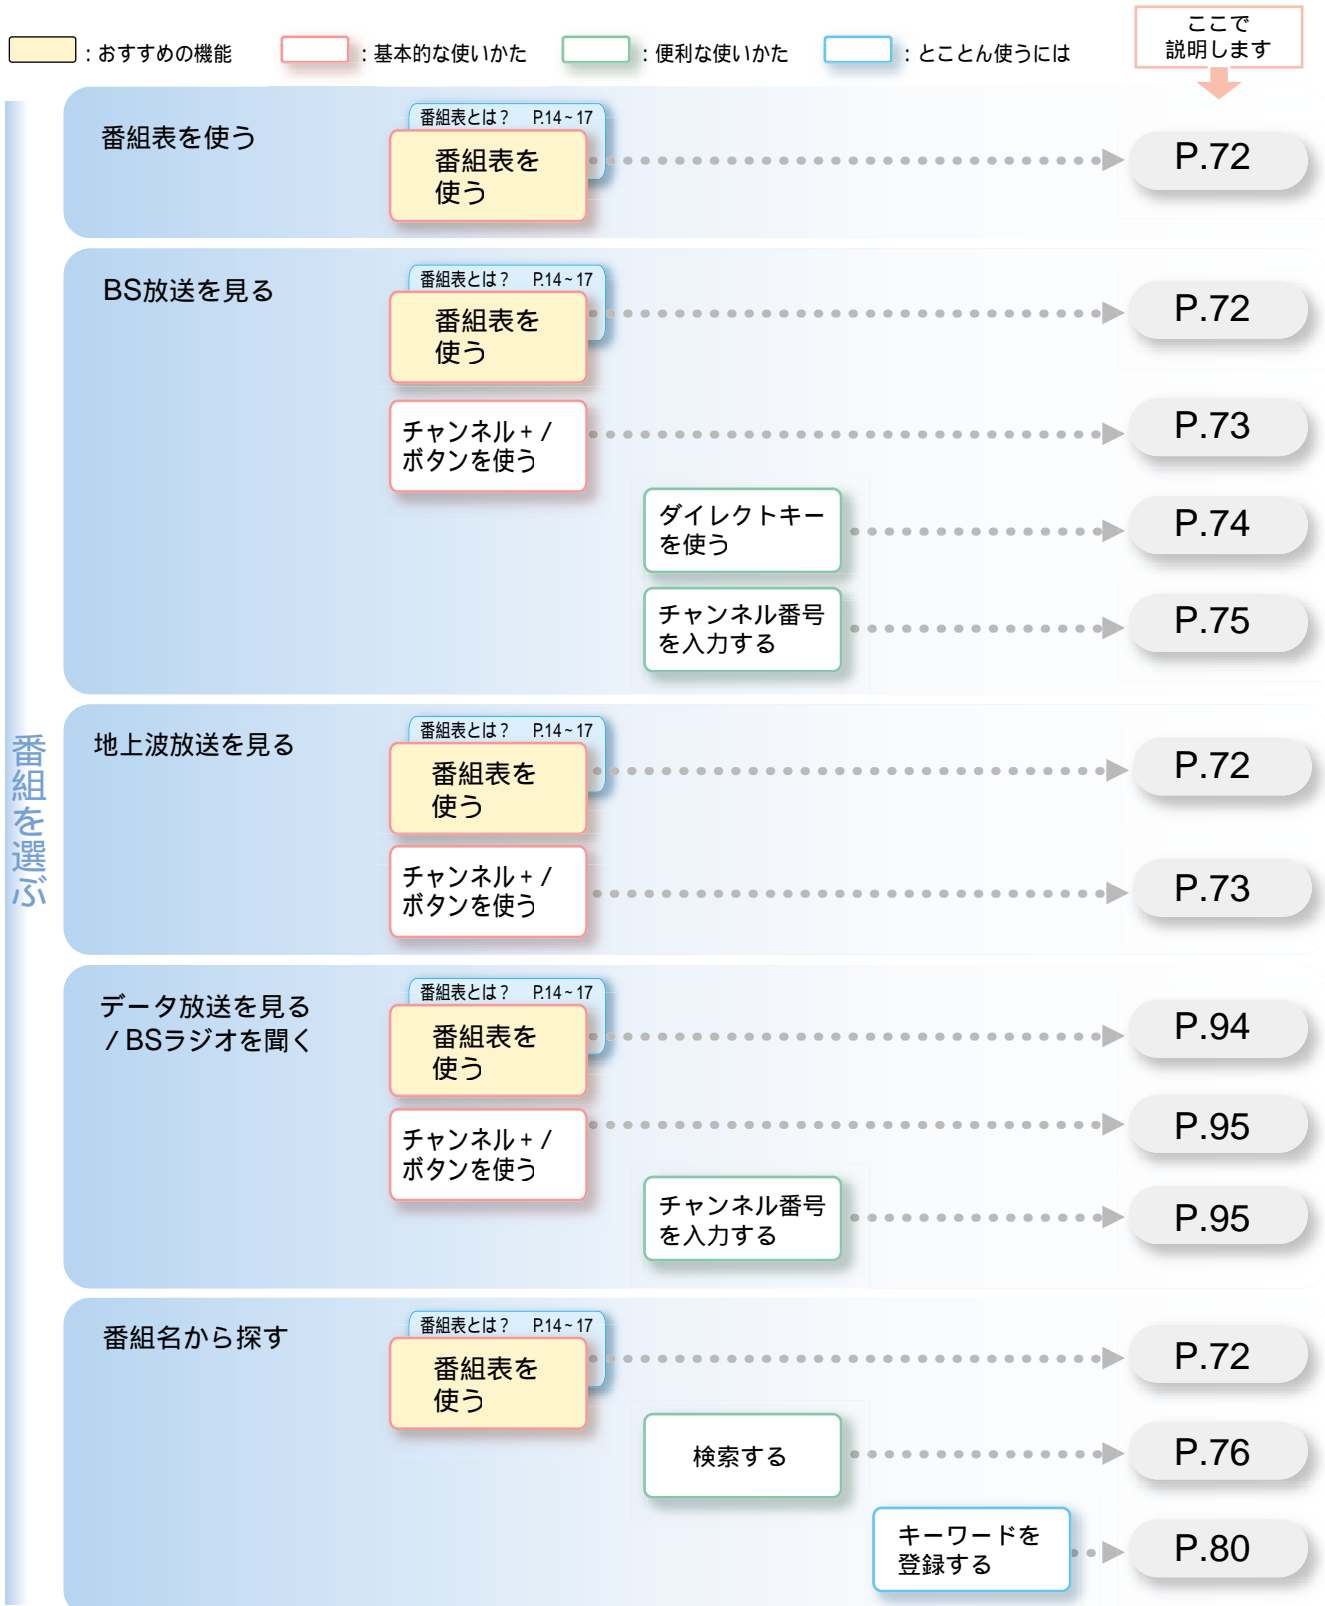 : おすすめの機能
: 基本的な使いかた
: 便利な使いかた
: とことん使うには
ここで
説明します
番組を選ぶ
番組表を使う
番組表とは？ P.14~17
番組表を
使う
P.72
BS放送を見る
番組表とは？ P.14~17
番組表を
使う
P.72
チャンネル + /
ボタンを使う
P.73
ダイレクトキー
を使う
P.74
チャンネル番号
を入力する
P.75
地上波放送を見る
番組表とは？ P.14~17
番組表を
使う
P.72
チャンネル + /
ボタンを使う
P.73
データ放送を見る
/ BSラジオを聞く
番組表とは？ P.14~17
番組表を
使う
P.94
チャンネル + /
ボタンを使う
P.95
チャンネル番号
を入力する
P.95
番組名から探す
番組表とは？ P.14~17
番組表を
使う
P.72
検索する
P.76
キーワードを
登録する
P.80